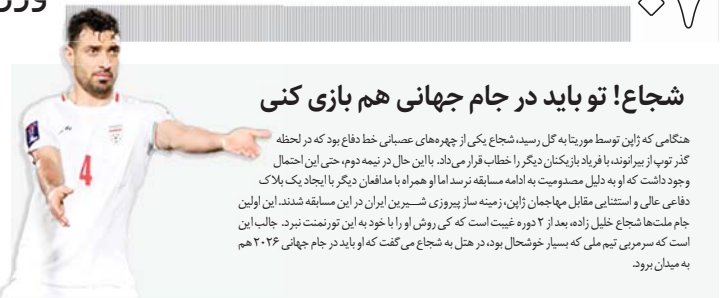 ورز
۷
شجاع! تو باید در جام جهانی هم بازی کنی
هنگامی که ژاپن توسط موریتا به گل رسید، شجاع یکی از چهره‌های عصبانی خط دفاع بود که در لحظه
گذر توپ از بیرانوند، با فریاد بازیکنان دیگر را خطاب قرار می‌داد. با این حال در نیمه دوم، حتی این احتمال
وجود داشت که او به دلیل مصدومیت به ادامه مسابقه نرسد اما او همراه با مدافعان دیگر با ایجاد یک بلاک
دفاعی عالی و استثنایی مقابل مهاجمان ژاپن، زمینه ساز پیروزی شیرین ایران در این مسابقه شدند. این اولین
جام ملت‌ها شجاع خلیل زاده، بعد از ۲ دوره غیبت است که کی روش او را با خود به این تورنمنت نبرد. جالب این
است که سرمربی تیم ملی که بسیار خوشحال بود، در هتل به شجاع می‌گفت که او باید در جام جهانی ۲۰۲۶ هم
به میدان برود.
4